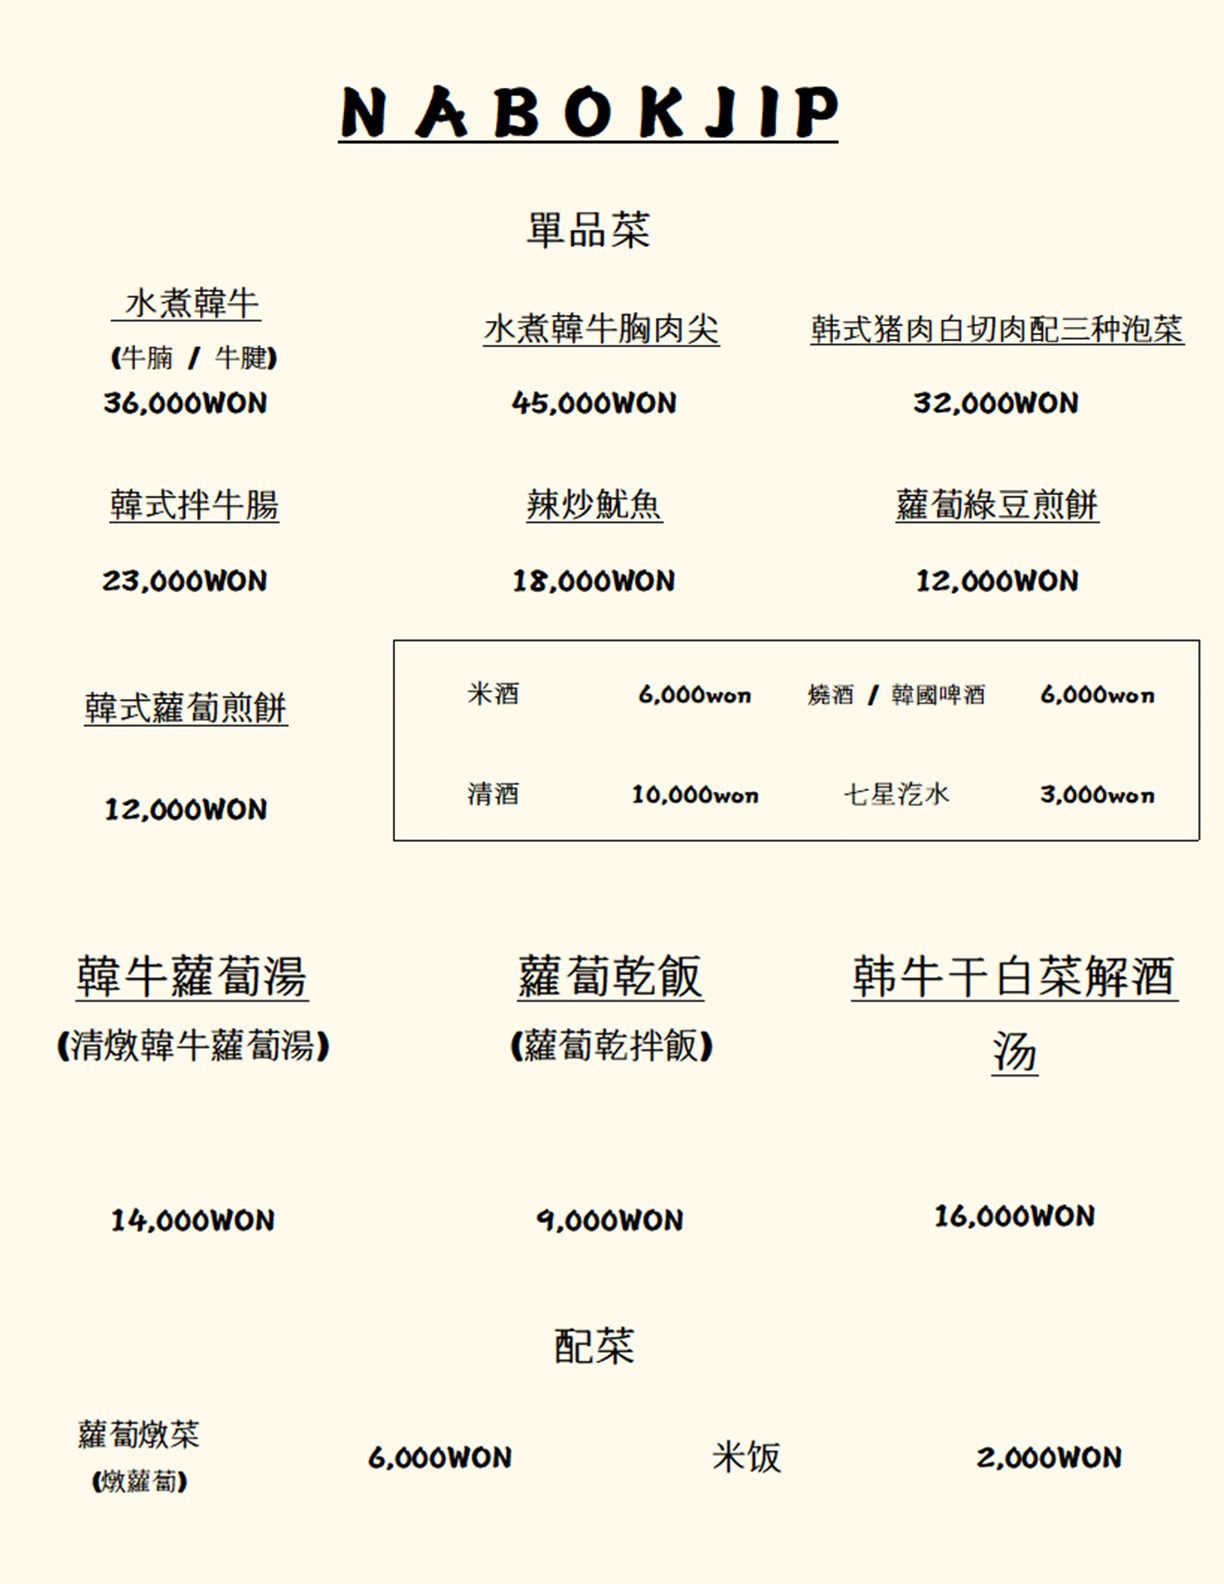 NABOKJIP
單品菜
水煮韓牛
(牛腩 / 牛腱)
36,000WON
水煮韓牛胸肉尖
45,000WON
韩式猪肉白切肉配三种泡菜
32,000WON
韓式拌牛腸
23,000WON
辣炒魷魚
18,000WON
蘿蔔綠豆煎餅
12,000WON
韓式蘿蔔煎餅
12,000WON
米酒 6,000won 燒酒 / 韓國啤酒 6,000won
清酒 10,000won 七星汔水 3,000won
韓牛蘿蔔湯
(清燉韓牛蘿蔔湯)
14,000WON
蘿蔔乾飯
(蘿蔔乾拌飯)
9,000WON
韩牛干白菜解酒
汤
16,000WON
配菜
蘿蔔燉菜
(燉蘿蔔)
6,000WON
米饭
2,000WON